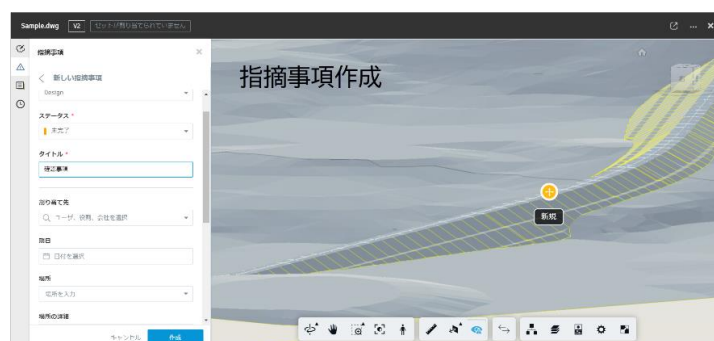 Sample.dwg V2 セットが割り当てられていません
指摘事項
新しい指摘事項
Design
ステータス *
未完了
タイトル *
確認事項
割り当て先
ユーザ、役割、会社を選択
期日
日付を選択
場所
場所を入力
場所の詳細
キャンセル 作成
指摘事項作成
新規